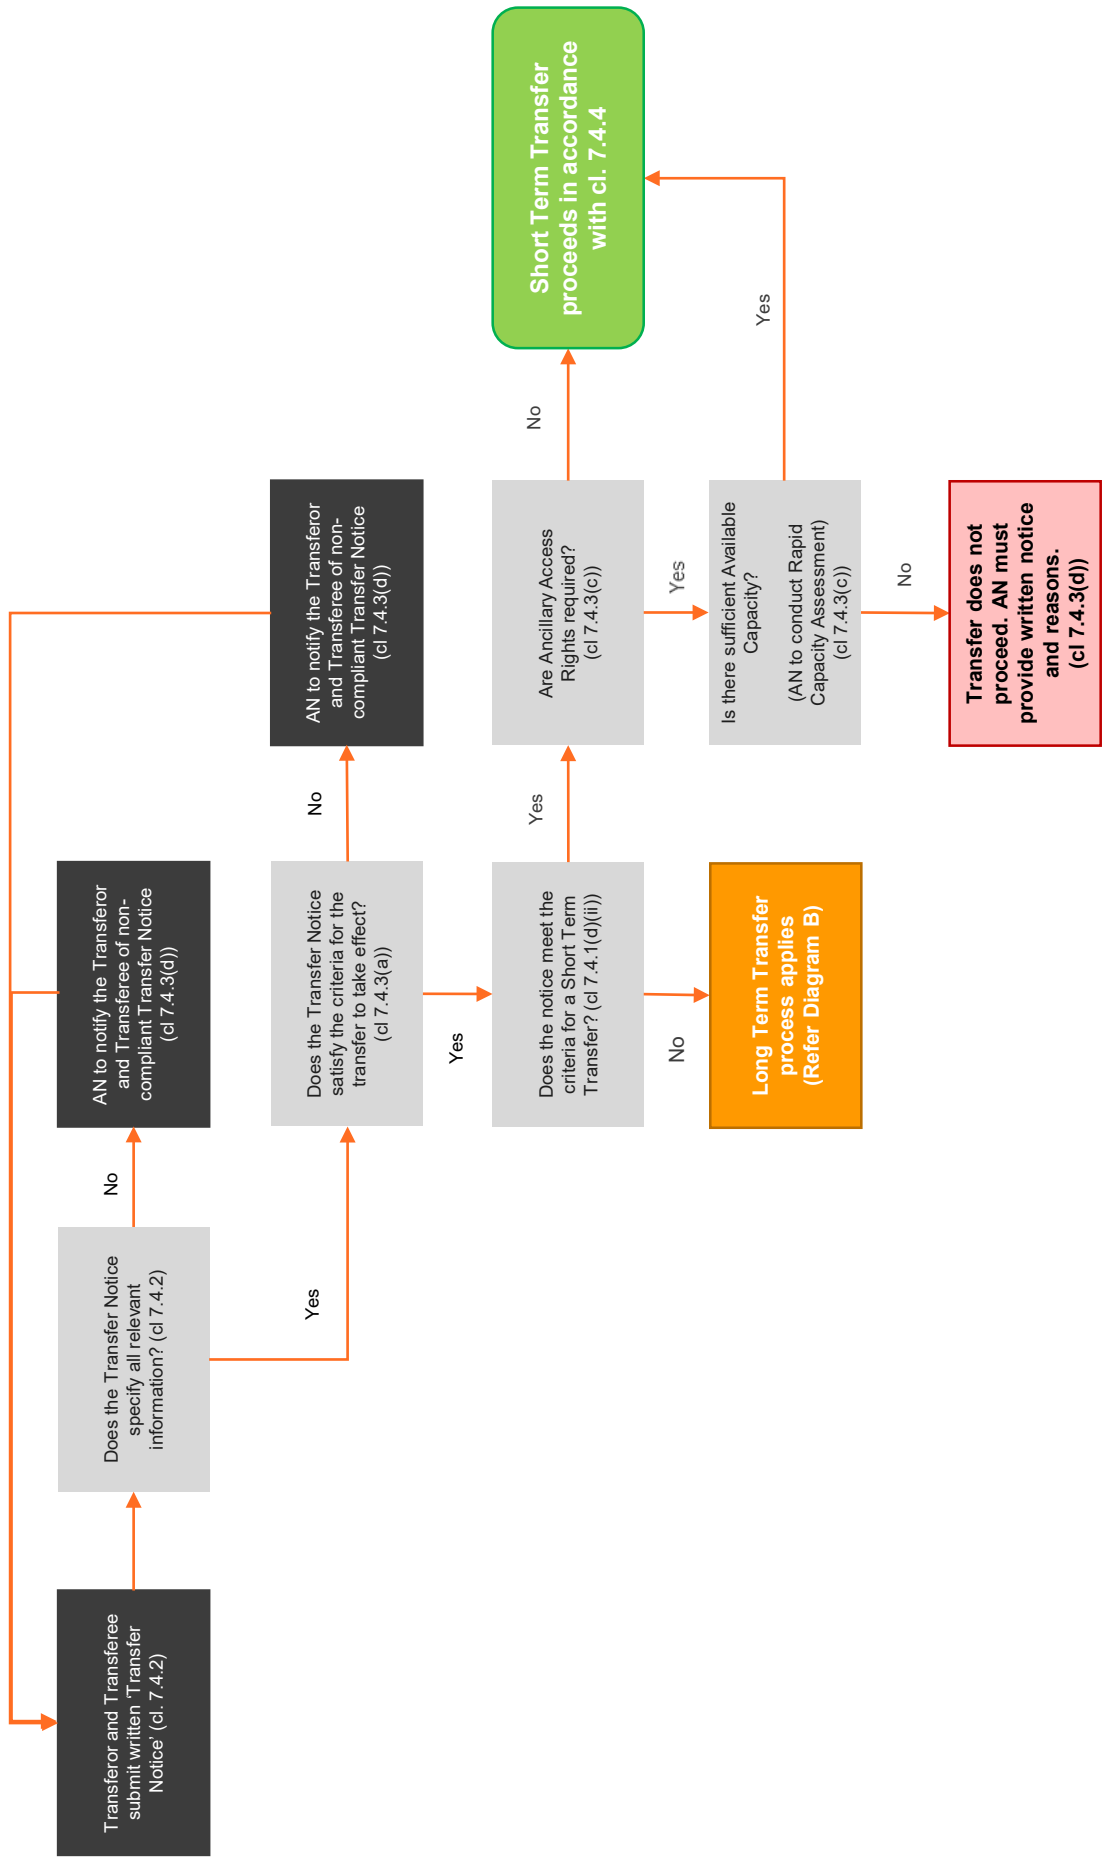 Transferor and Transferee
submit written ‘Transfer
Notice’ (cl. 7.4.2)
Does the Transfer Notice
specify all relevant
information? (cl 7.4.2)
No
AN to notify the Transferor
and Transferee of non-
compliant Transfer Notice
(cl 7.4.3(d))
Yes
Does the Transfer Notice
satisfy the criteria for the
transfer to take effect?
(cl 7.4.3(a))
No
AN to notify the Transferor
and Transferee of non-
compliant Transfer Notice
(cl 7.4.3(d))
Yes
Does the notice meet the
criteria for a Short Term
Transfer? (cl 7.4.1(d)(ii))
Yes
Are Ancillary Access
Rights required?
(cl 7.4.3(c))
No
Short Term Transfer
proceeds in accordance
with cl. 7.4.4
No
Long Term Transfer
process applies
(Refer Diagram B)
Yes
Is there sufficient Available
Capacity?
(AN to conduct Rapid
Capacity Assessment)
(cl 7.4.3(c))
Yes
No
Transfer does not
proceed. AN must
provide written notice
and reasons.
(cl 7.4.3(d))